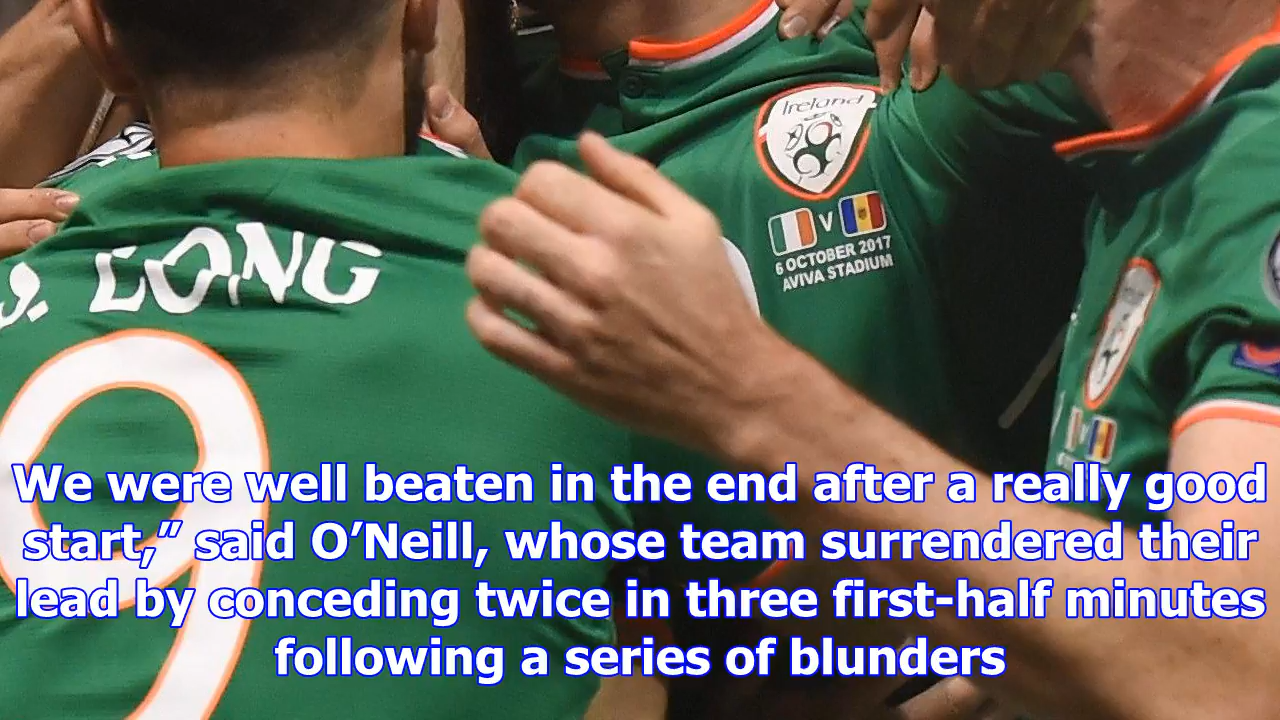 Ireland
V
6 OCTOBER 2017
AVIVA STADIUM
. LONG
9
We were well beaten in the end after a really good
start,” said O’Neill, whose team surrendered their
lead by conceding twice in three first-half minutes
following a series of blunders